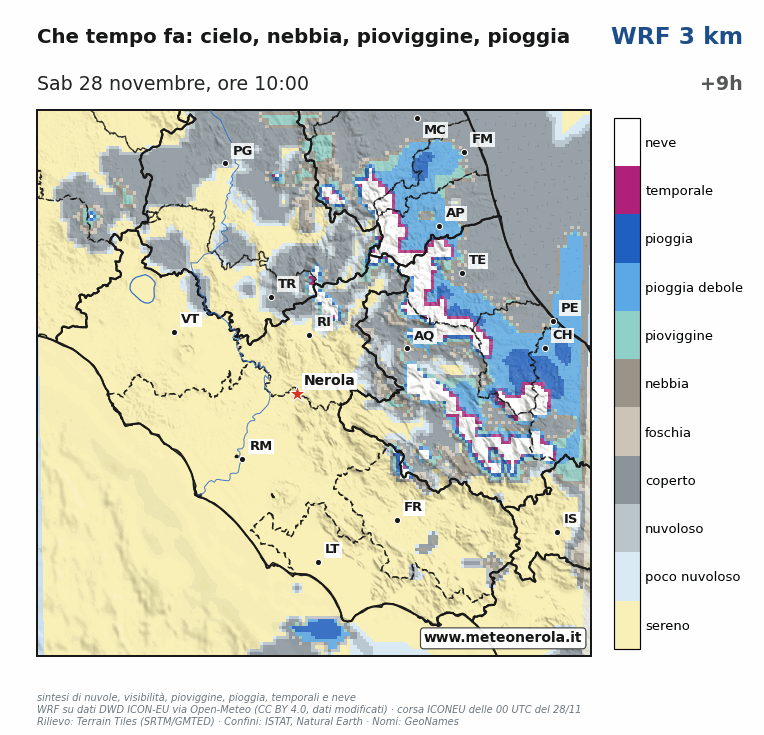 Che tempo fa: cielo, nebbia, pioviggine, pioggia
WRF 3 km
Sab 28 novembre, ore 10:00
+9h
MC
FM
PG
AP
TE
TR
PE
VT
RI
AQ
CH
Nerola
RM
FR
IS
LT
www.meteonerola.it
neve
temporale
pioggia
pioggia debole
pioviggine
nebbia
foschia
coperto
nuvoloso
poco nuvoloso
sereno
sintesi di nuvole, visibilità, pioviggine, pioggia, temporali e neve
WRF su dati DWD ICON-EU via Open-Meteo (CC BY 4.0, dati modificati) · corsa ICONEU delle 00 UTC del 28/11
Rilievo: Terrain Tiles (SRTM/GMTED) · Confini: ISTAT, Natural Earth · Nomi: GeoNames